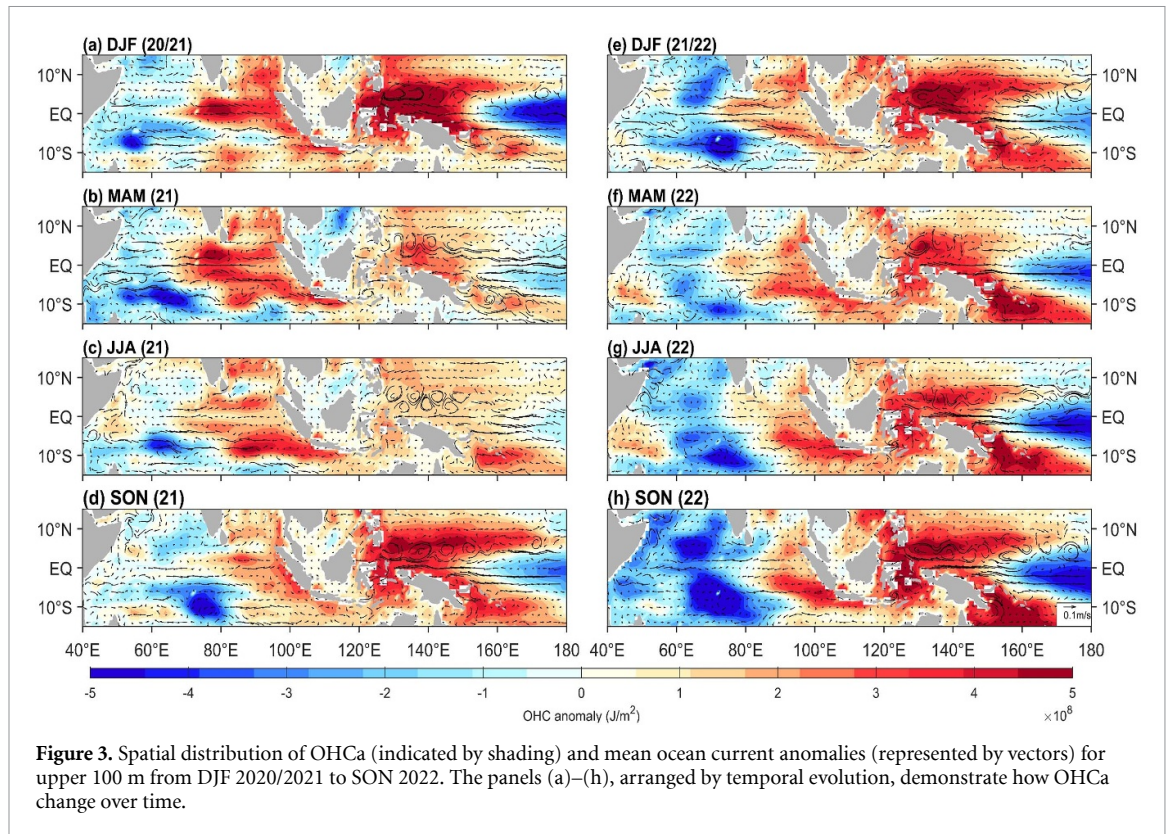 (a) DJF (20/21)
(e) DJF (21/22)
10°N
EQ
10°S
10°N
EQ
10°S
(b) MAM (21)
(f) MAM (22)
10°N
EQ
10°S
10°N
EQ
10°S
(c) JJA (21)
(g) JJA (22)
10°N
EQ
10°S
10°N
EQ
10°S
(d) SON (21)
(h) SON (22)
10°N
EQ
10°S
10°N
EQ
10°S
0.1m/s
40°E 60°E 80°E 100°E 120°E 140°E 160°E 180
40°E 60°E 80°E 100°E 120°E 140°E 160°E 180
-5 -4 -3 -2 -1 0 1 2 3 4 5
OHC anomaly (J/m²)
×10⁸
Figure 3. Spatial distribution of OHCa (indicated by shading) and mean ocean current anomalies (represented by vectors) for
upper 100 m from DJF 2020/2021 to SON 2022. The panels (a)–(h), arranged by temporal evolution, demonstrate how OHCa
change over time.